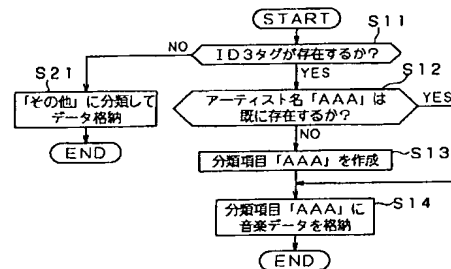 START
S11
ID3タグが存在するか?
NO
YES
S21
「その他」に分類して
データ格納
END
S12
アーティスト名「AAA」は
既に存在するか?
YES
NO
分類項目「AAA」を作成
S13
分類項目「AAA」に
音楽データを格納
S14
END